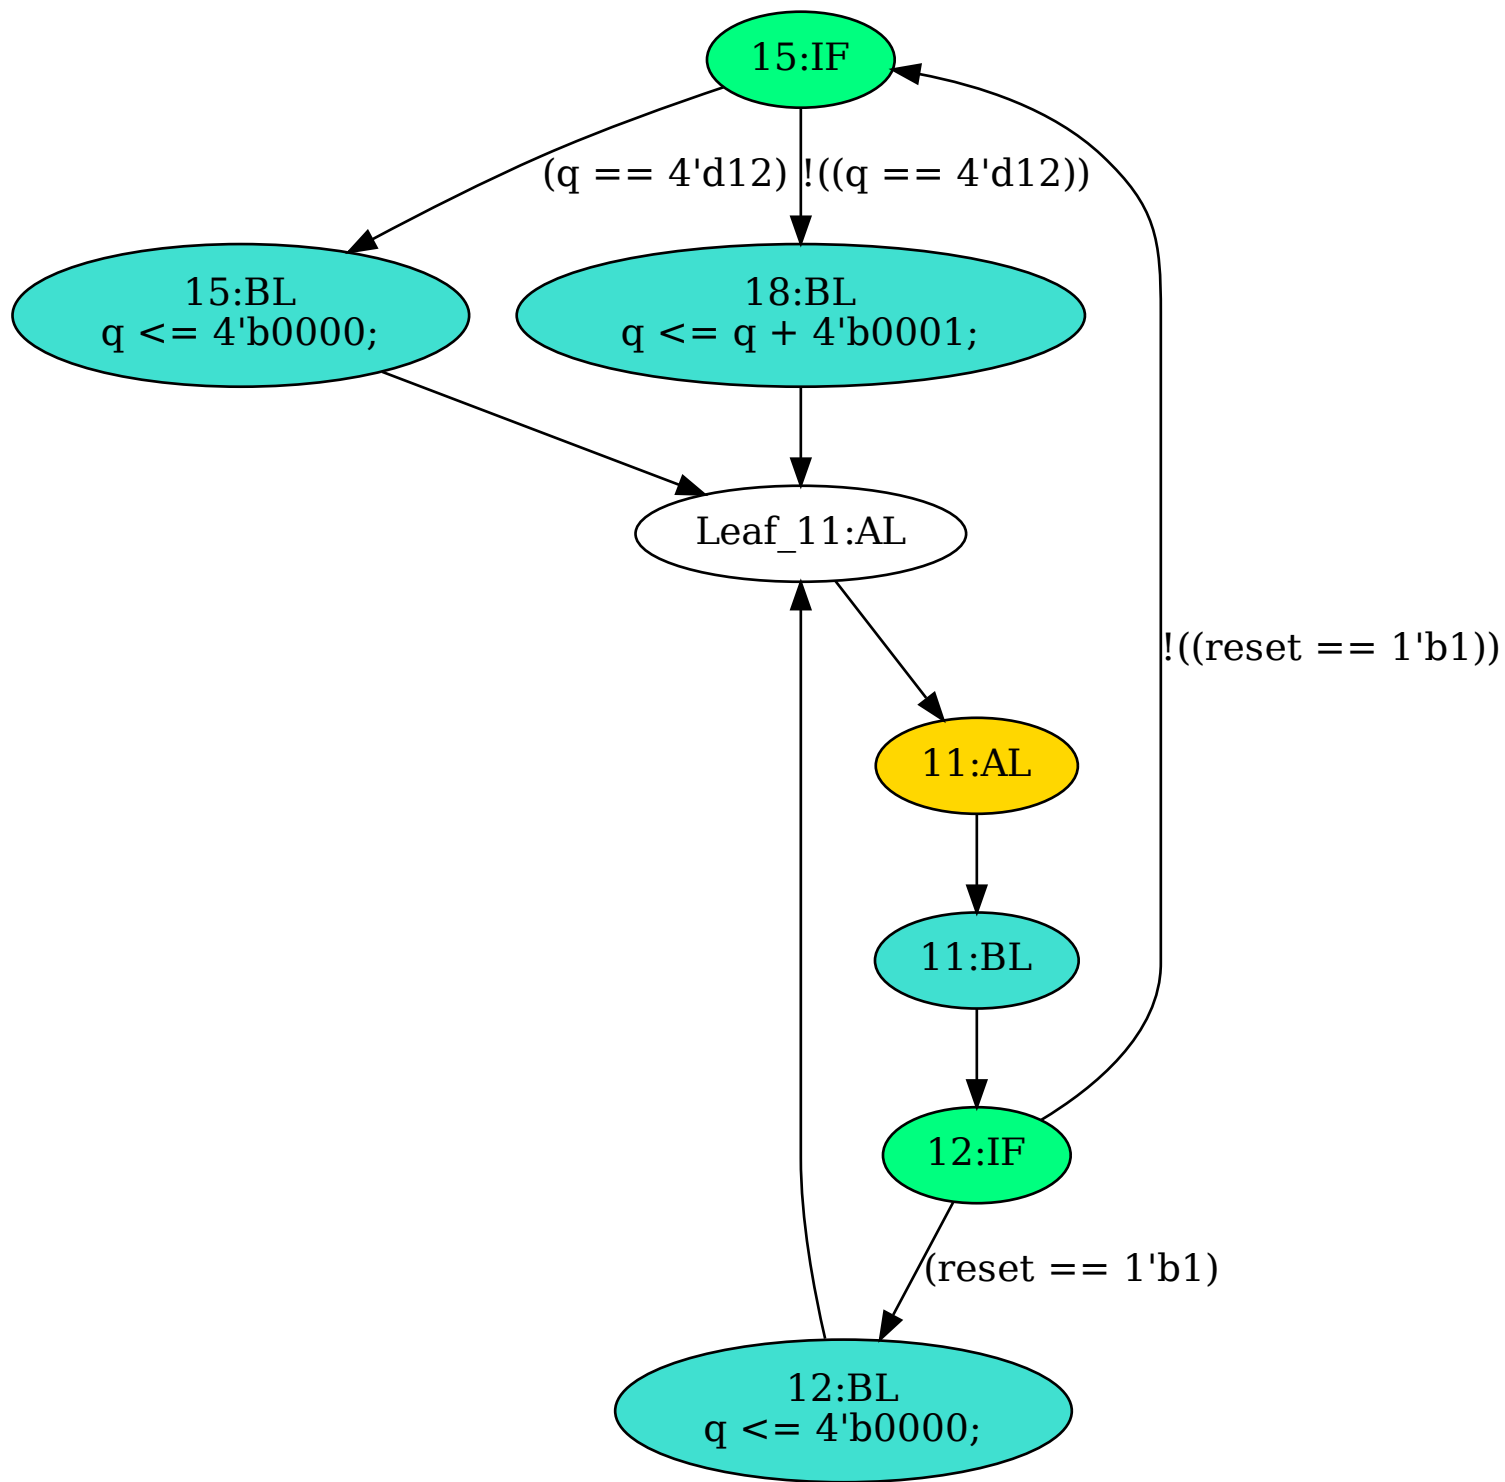 15:IF
(q == 4'd12)
!((q == 4'd12))
15:BL
q <= 4'b0000;
18:BL
q <= q + 4'b0001;
Leaf_11:AL
!((reset == 1'b1))
11:AL
11:BL
12:IF
(reset == 1'b1)
12:BL
q <= 4'b0000;